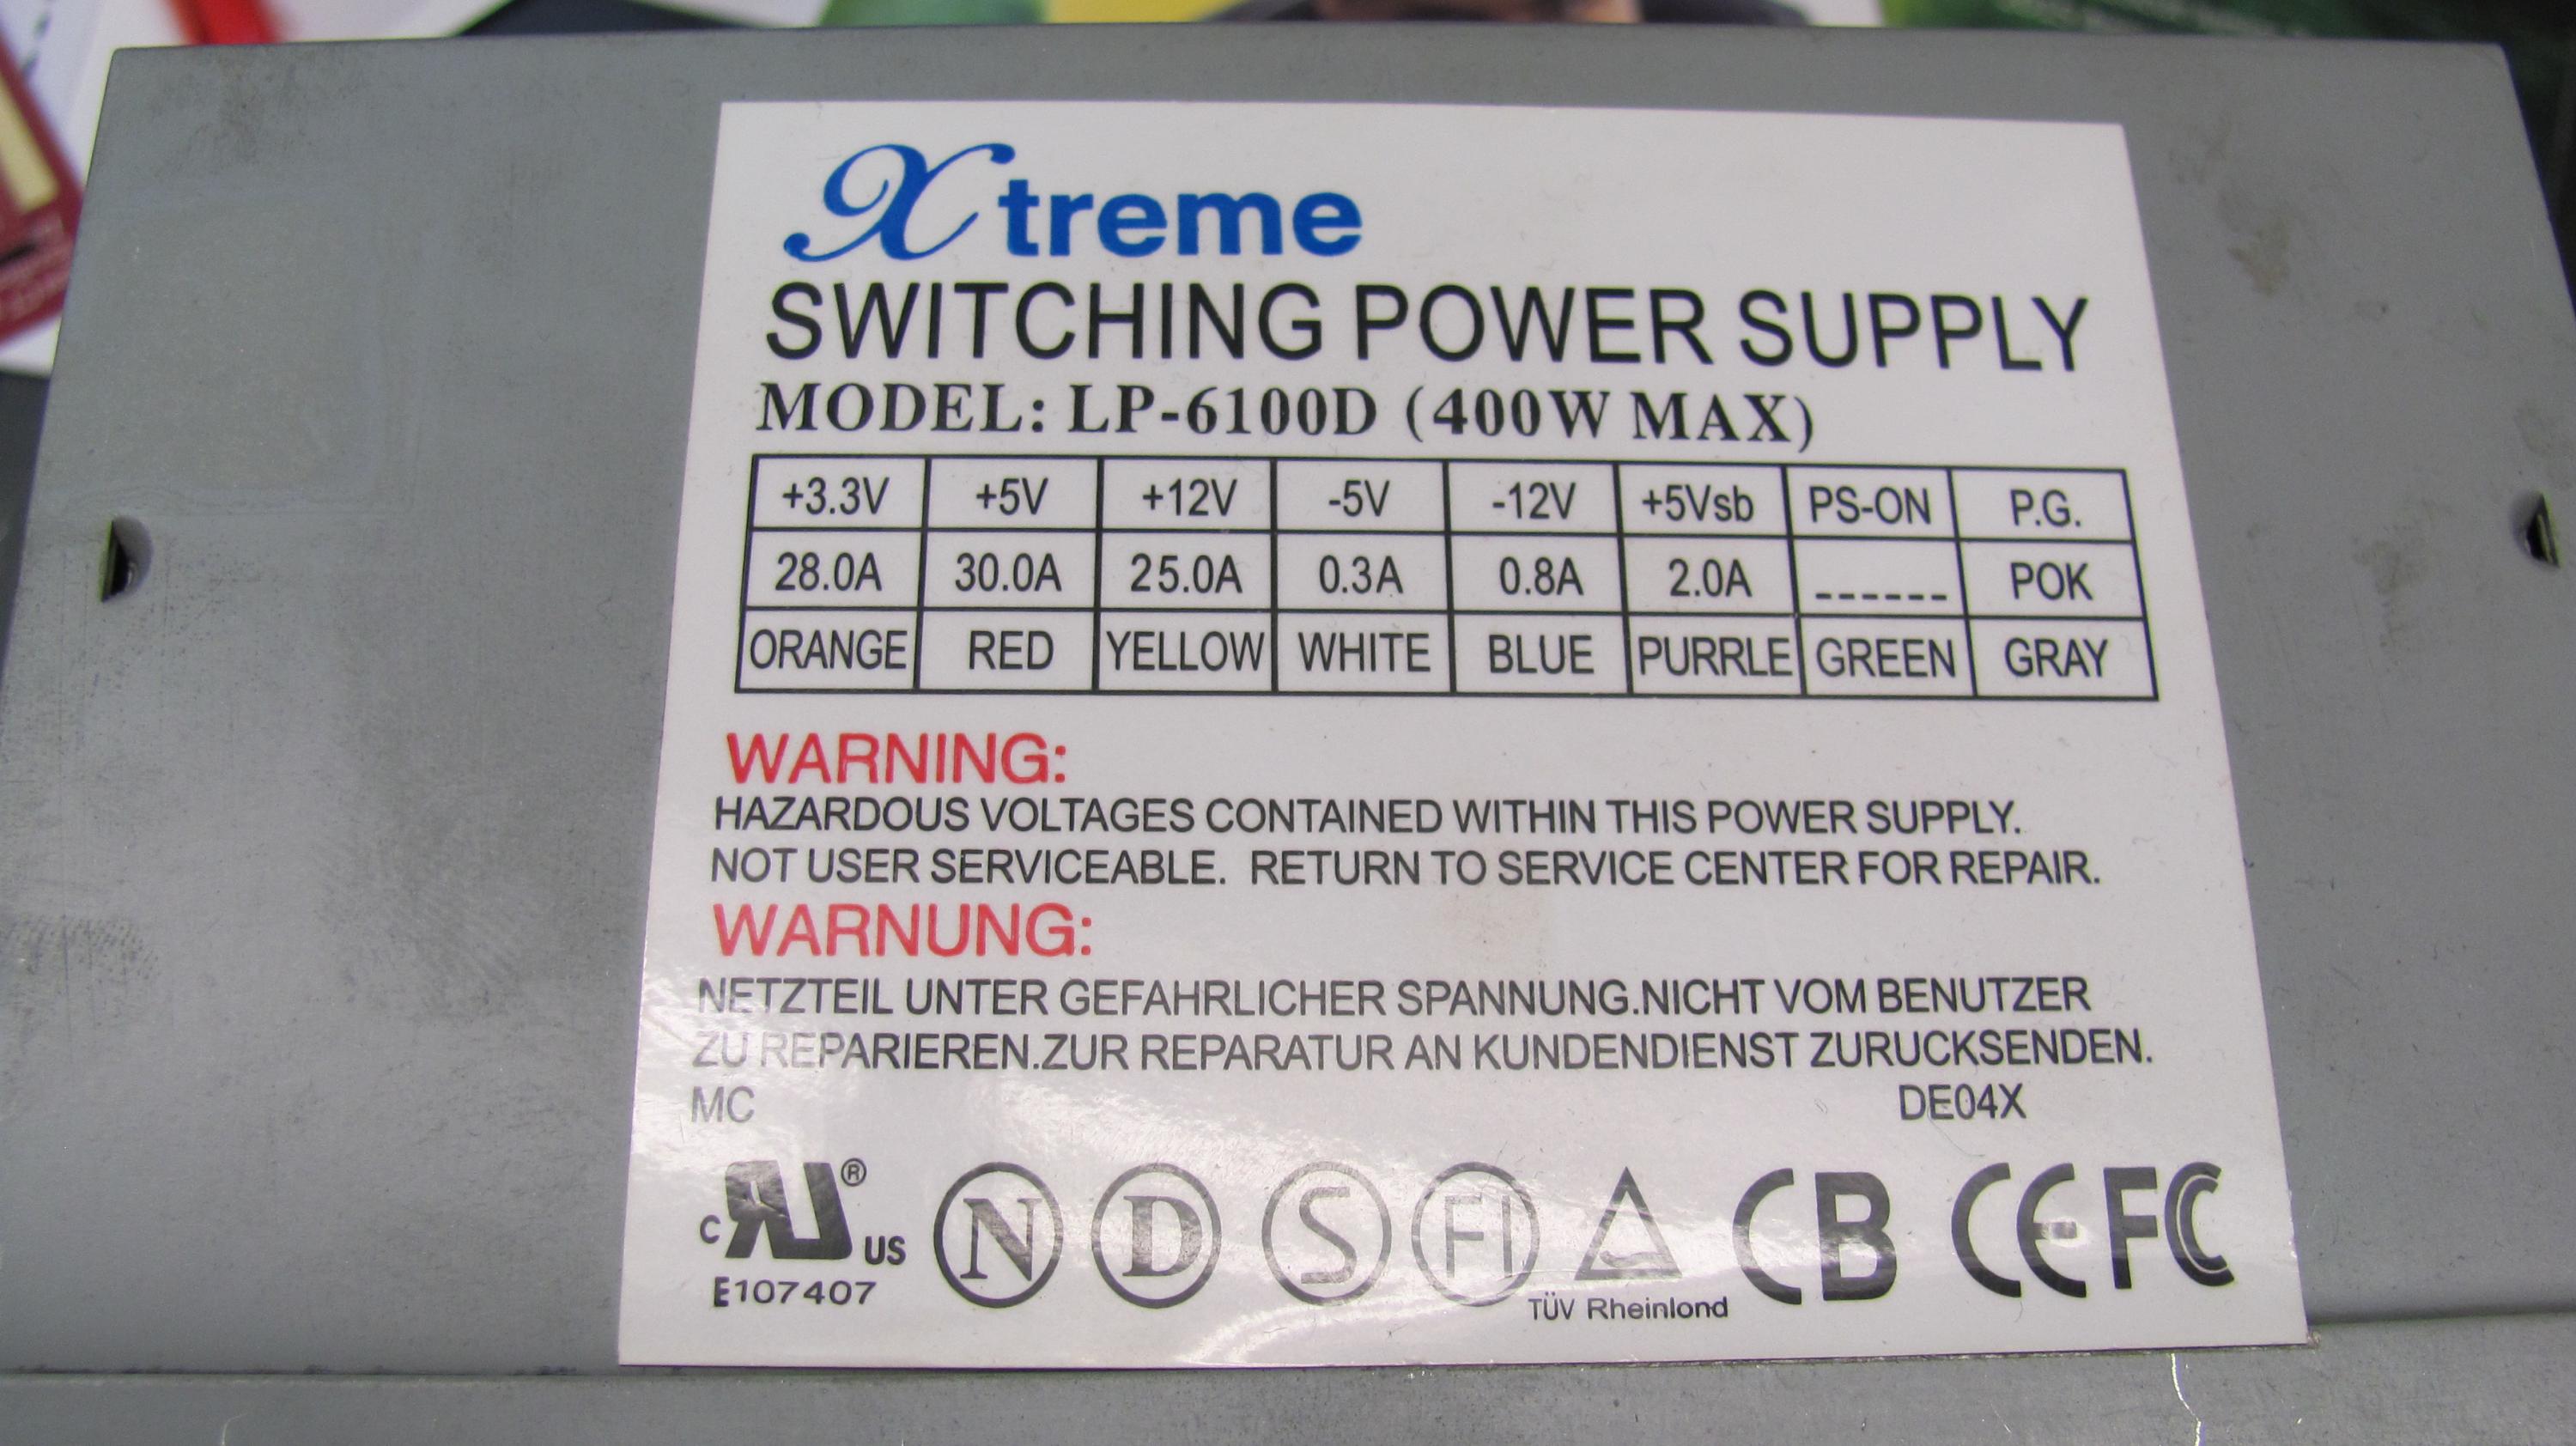 Xtreme
SWITCHING POWER SUPPLY
MODEL: LP-6100D (400W MAX)
+3.3V +5V +12V -5V -12V +5Vsb PS-ON P.G.
28.0A 30.0A 25.0A 0.3A 0.8A 2.0A ------ POK
ORANGE RED YELLOW WHITE BLUE PURRLE GREEN GRAY
WARNING:
HAZARDOUS VOLTAGES CONTAINED WITHIN THIS POWER SUPPLY.
NOT USER SERVICEABLE. RETURN TO SERVICE CENTER FOR REPAIR.
WARNUNG:
NETZTEIL UNTER GEFAHRLICHER SPANNUNG.NICHT VOM BENUTZER
ZU REPARIEREN.ZUR REPARATUR AN KUNDENDIENST ZURUCKSENDEN.
MC DE04X
c RU ® US N D S FI CB CE FC
E107407 TÜV Rheinlond